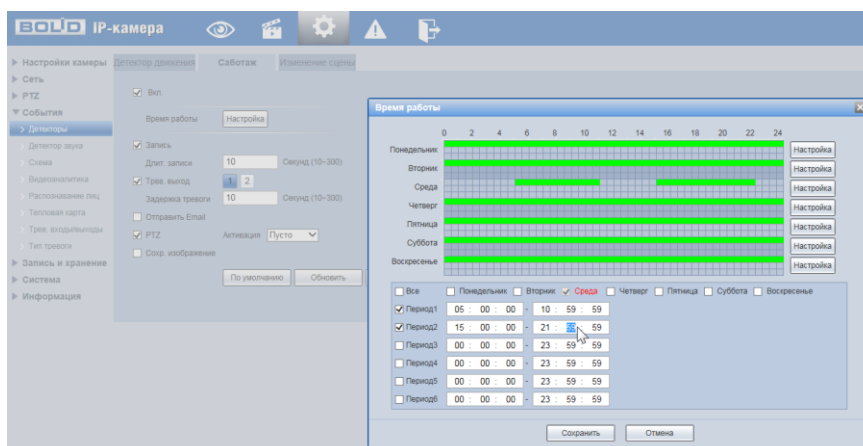 BOLID IP-камера
Настройки камеры
Сеть
PTZ
События
Детекторы
Детектор звука
Схема
Видеоаналитика
Распознавание лиц
Тепловая карта
Трев. входы/выходы
Тип тревоги
Запись и хранение
Система
Информация
Детектор движения Саботаж Изменение сцены
Вкл.
Время работы Настройка
Запись
Длит. записи 10 Секунд (10~300)
Трев. выход 1 2
Задержка тревоги 10 Секунд (10~300)
Отправить Email
PTZ Активация Пусто
Сохр. изображение
По умолчанию Обновить
Время работы
0 2 4 6 8 10 12 14 16 18 20 22 24
Понедельник Настройка
Вторник Настройка
Среда Настройка
Четверг Настройка
Пятница Настройка
Суббота Настройка
Воскресенье Настройка
Все Понедельник Вторник Среда Четверг Пятница Суббота Воскресенье
Период1 05 : 00 : 00 - 10 : 59 : 59
Период2 15 : 00 : 00 - 21 : 59 : 59
Период3 00 : 00 : 00 - 23 : 59 : 59
Период4 00 : 00 : 00 - 23 : 59 : 59
Период5 00 : 00 : 00 - 23 : 59 : 59
Период6 00 : 00 : 00 - 23 : 59 : 59
Сохранить Отмена